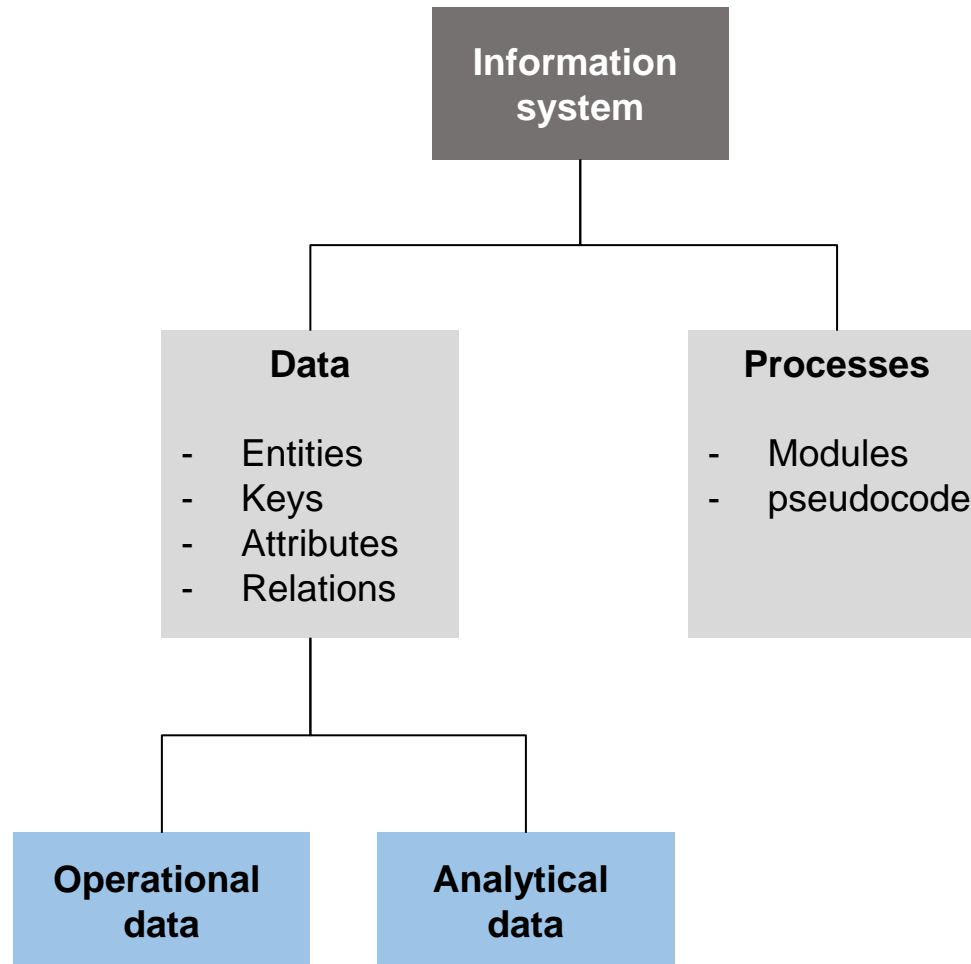 Information
system
Data
- Entities
- Keys
- Attributes
- Relations
Processes
- Modules
- pseudocode
Operational
data
Analytical
data